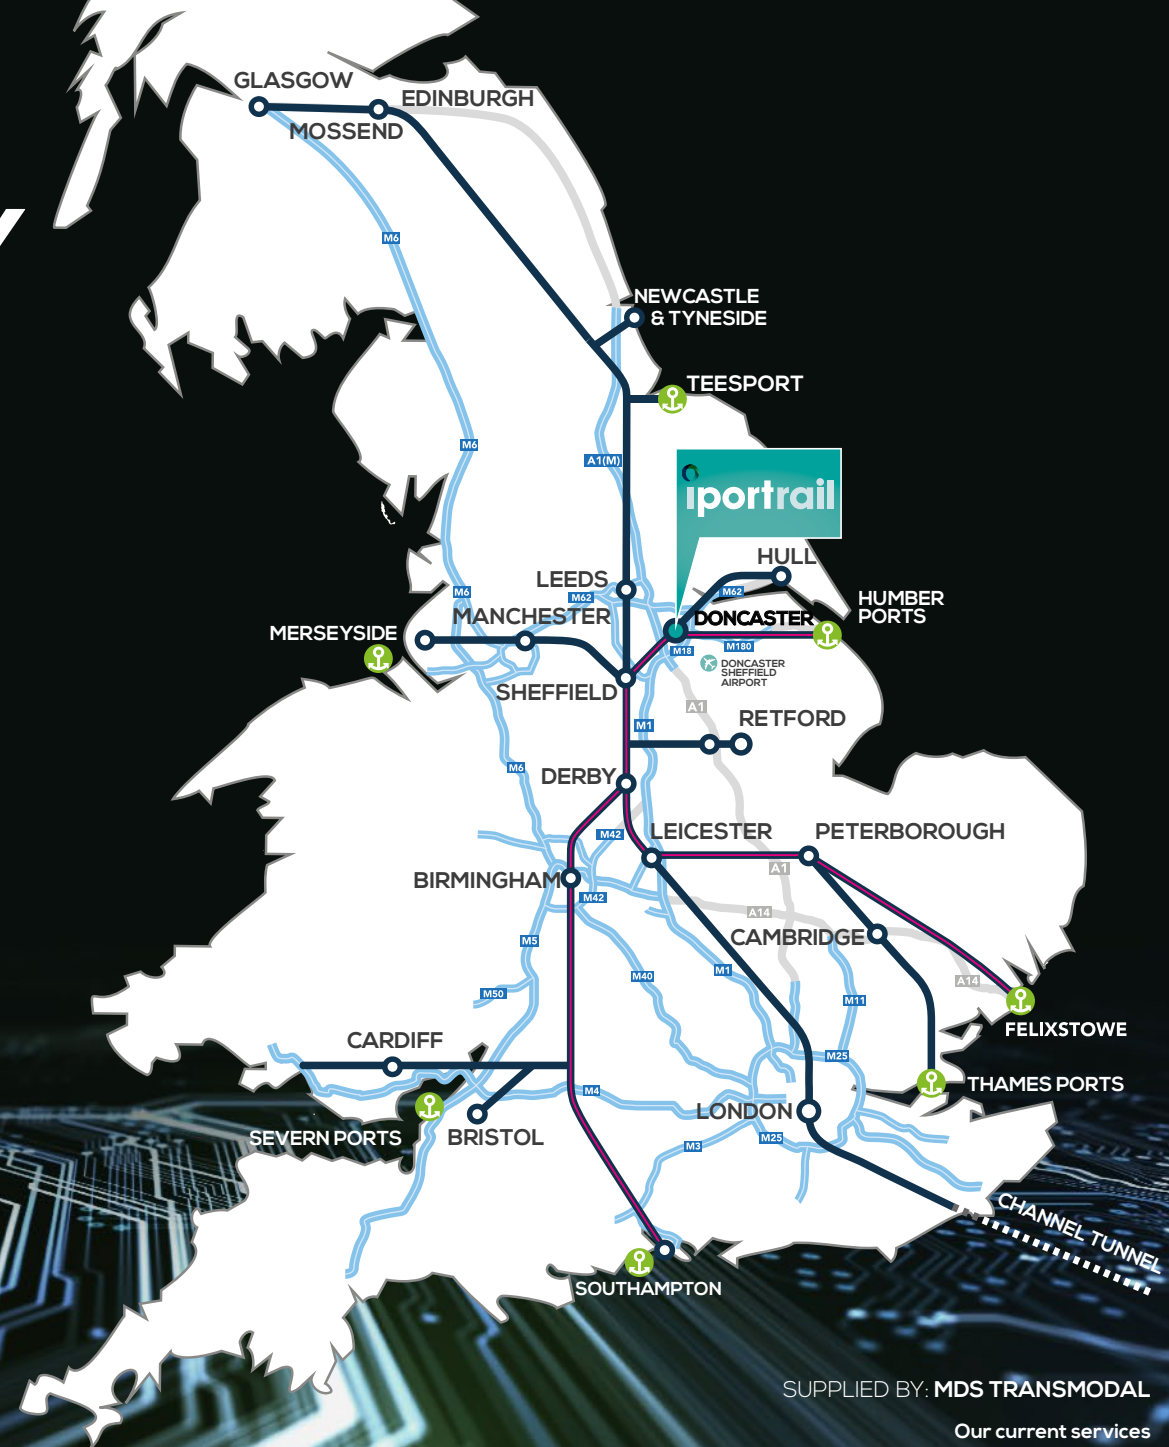 GLASGOW
EDINBURGH
MOSSEND
M6
NEWCASTLE
& TYNESIDE
TEESPORT
M6
A1(M)
iportrail
HULL
LEEDS
M6
M62
M62
HUMBER
PORTS
MANCHESTER
DONCASTER
MERSEYSIDE
M18
M180
DONCASTER
SHEFFIELD
AIRPORT
SHEFFIELD
A1
RETFORD
M1
M6
DERBY
M42
LEICESTER
PETERBOROUGH
A1
BIRMINGHAM
M42
A14
CAMBRIDGE
M5
M1
M40
A14
M50
M11
FELIXSTOWE
CARDIFF
M25
THAMES PORTS
M4
LONDON
SEVERN PORTS
BRISTOL
M25
M3
CHANNEL TUNNEL
SOUTHAMPTON
SUPPLIED BY: MDS TRANSMODAL
Our current services